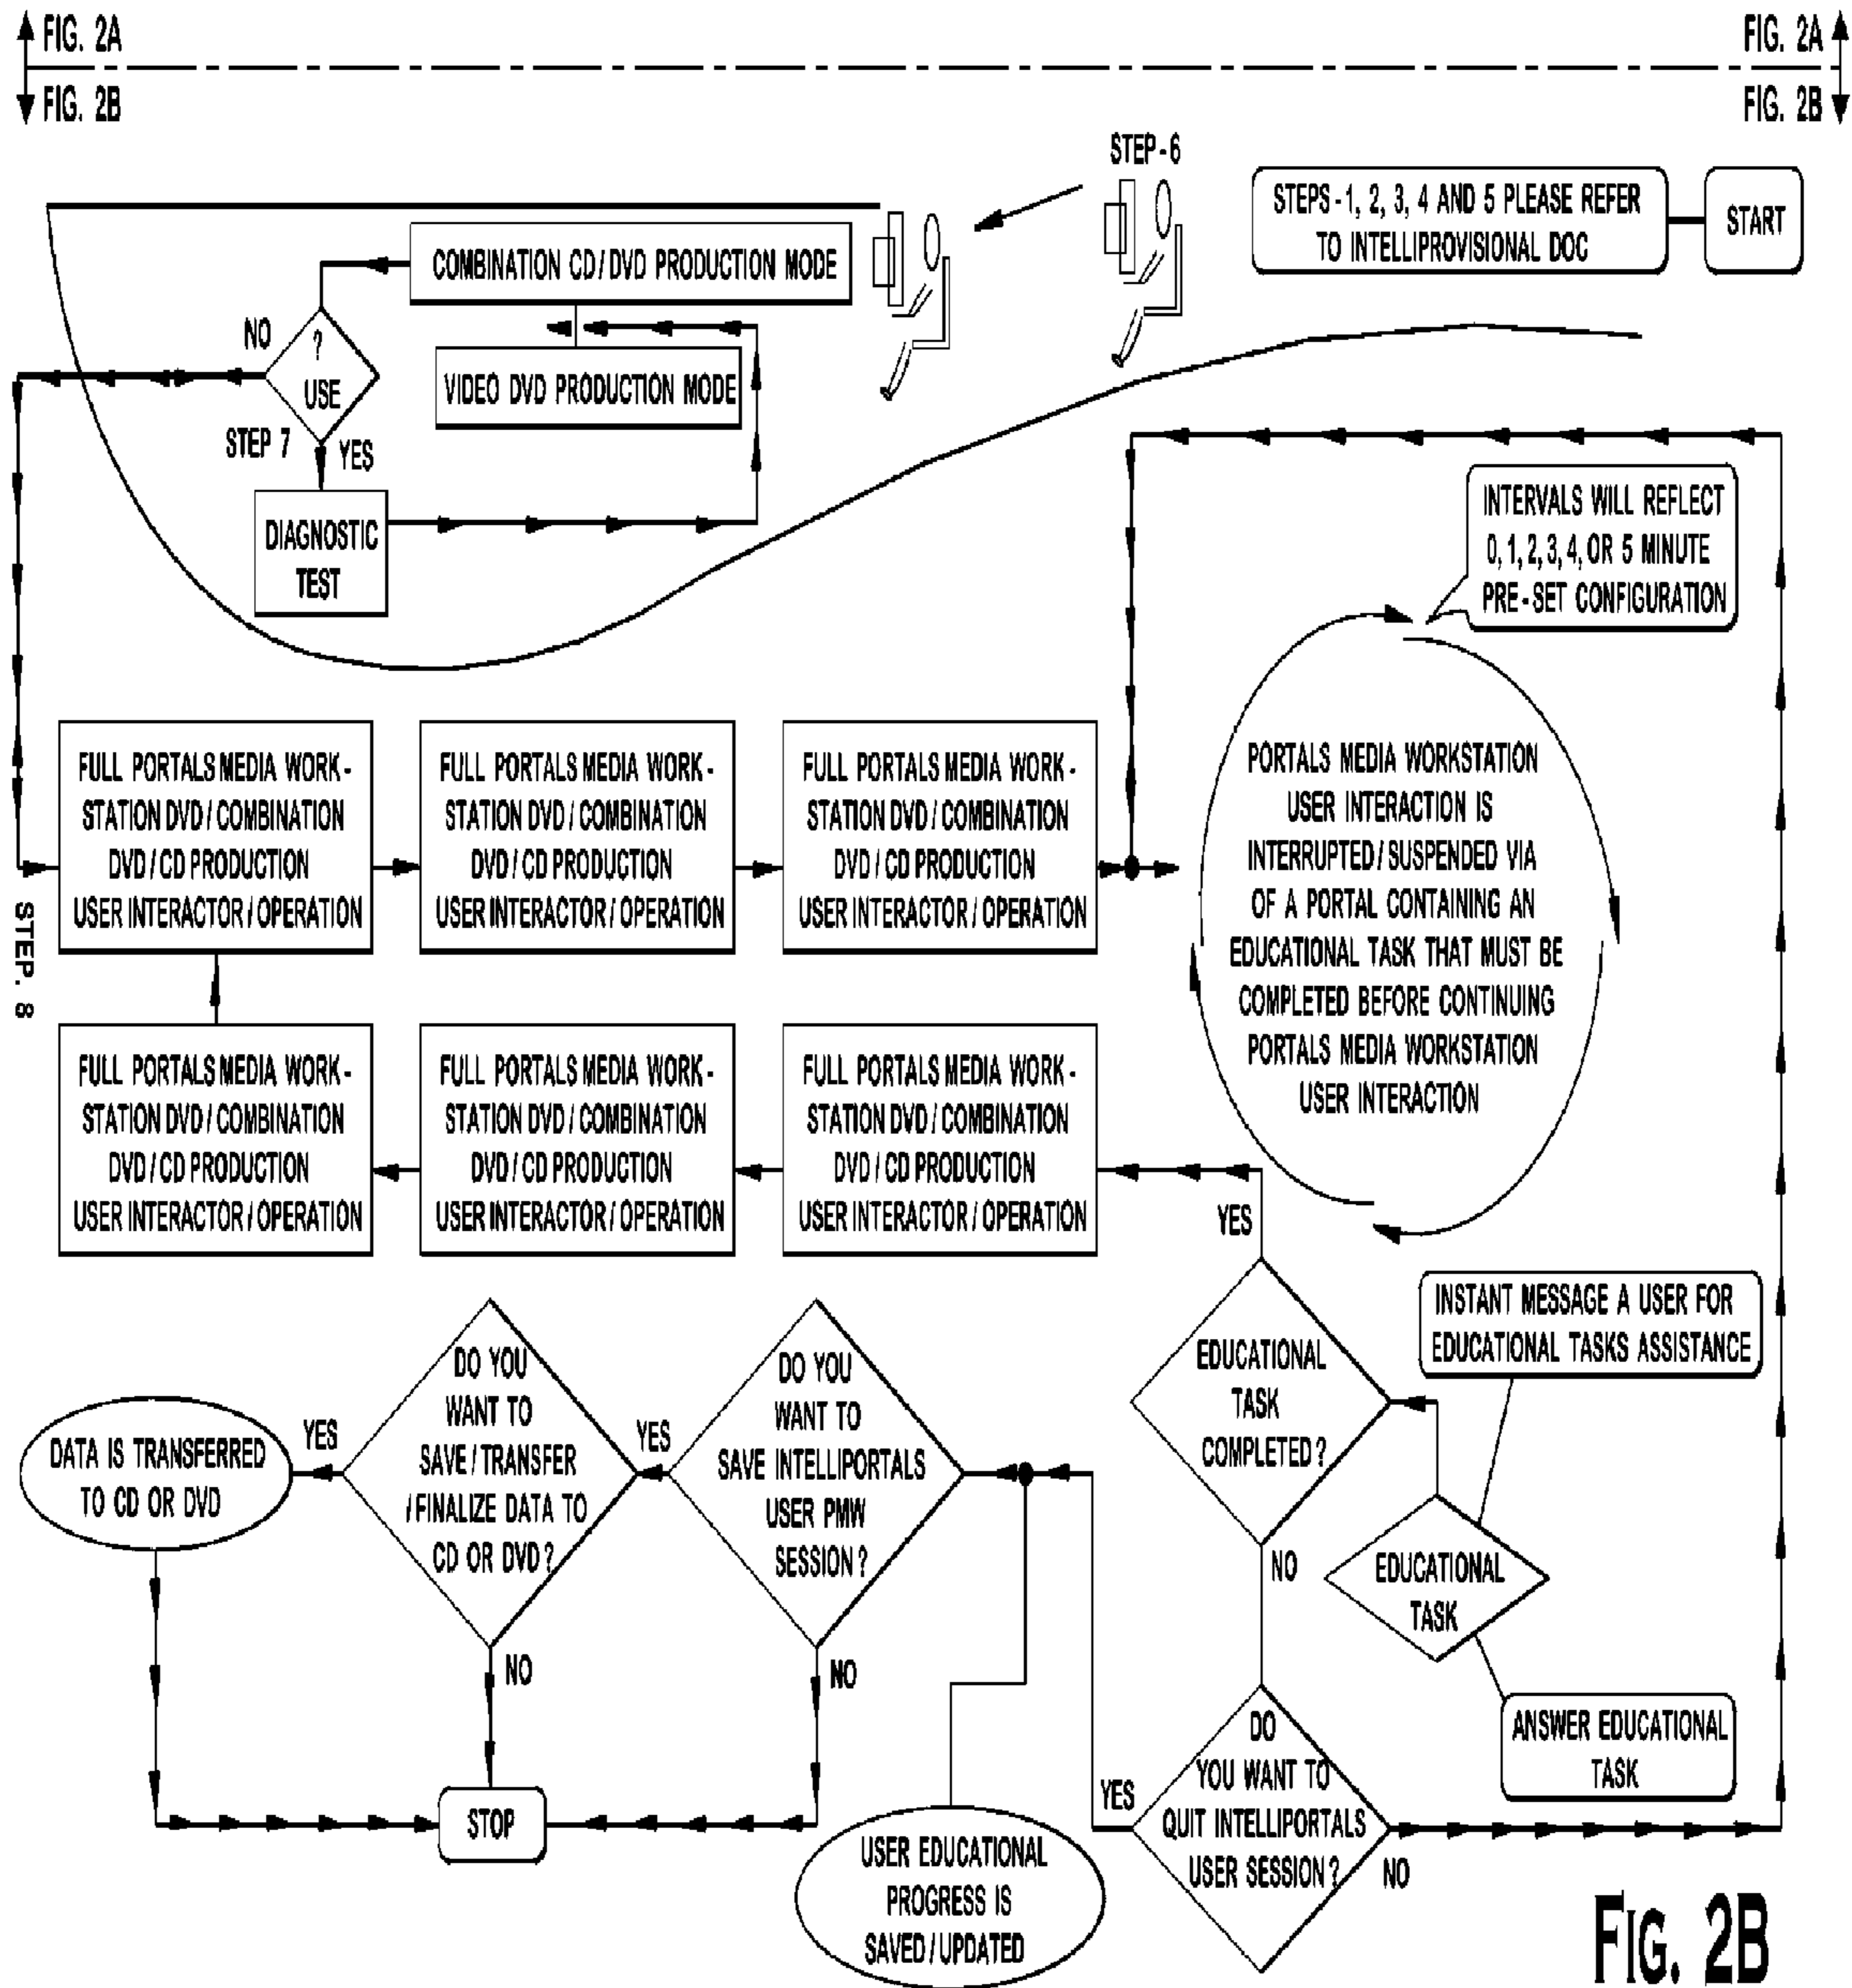 FIG. 2A
FIG. 2A
FIG. 2B
FIG. 2B
STEP-6
STEPS-1, 2, 3, 4 AND 5 PLEASE REFER
TO INTELLIPROVISIONAL DOC
START
COMBINATION CD/DVD PRODUCTION MODE
VIDEO DVD PRODUCTION MODE
NO
?
USE
STEP 7
YES
DIAGNOSTIC
TEST
INTERVALS WILL REFLECT
0, 1, 2, 3, 4, OR 5 MINUTE
PRE-SET CONFIGURATION
STEP. 8
FULL PORTALS MEDIA WORK-
STATION DVD/COMBINATION
DVD/CD PRODUCTION
USER INTERACTOR/OPERATION
FULL PORTALS MEDIA WORK-
STATION DVD/COMBINATION
DVD/CD PRODUCTION
USER INTERACTOR/OPERATION
FULL PORTALS MEDIA WORK-
STATION DVD/COMBINATION
DVD/CD PRODUCTION
USER INTERACTOR/OPERATION
PORTALS MEDIA WORKSTATION
USER INTERACTION IS
INTERRUPTED/SUSPENDED VIA
OF A PORTAL CONTAINING AN
EDUCATIONAL TASK THAT MUST BE
COMPLETED BEFORE CONTINUING
PORTALS MEDIA WORKSTATION
USER INTERACTION
FULL PORTALS MEDIA WORK-
STATION DVD/COMBINATION
DVD/CD PRODUCTION
USER INTERACTOR/OPERATION
FULL PORTALS MEDIA WORK-
STATION DVD/COMBINATION
DVD/CD PRODUCTION
USER INTERACTOR/OPERATION
FULL PORTALS MEDIA WORK-
STATION DVD/COMBINATION
DVD/CD PRODUCTION
USER INTERACTOR/OPERATION
YES
EDUCATIONAL
TASK
COMPLETED?
NO
INSTANT MESSAGE A USER FOR
EDUCATIONAL TASKS ASSISTANCE
EDUCATIONAL
TASK
ANSWER EDUCATIONAL
TASK
DATA IS TRANSFERRED
TO CD OR DVD
YES
DO YOU
WANT TO
SAVE/TRANSFER
/FINALIZE DATA TO
CD OR DVD?
NO
YES
DO YOU
WANT TO
SAVE INTELLIPORTALS
USER PMW
SESSION?
NO
STOP
USER EDUCATIONAL
PROGRESS IS
SAVED/UPDATED
YES
DO
YOU WANT TO
QUIT INTELLIPORTALS
USER SESSION?
NO
FIG. 2B